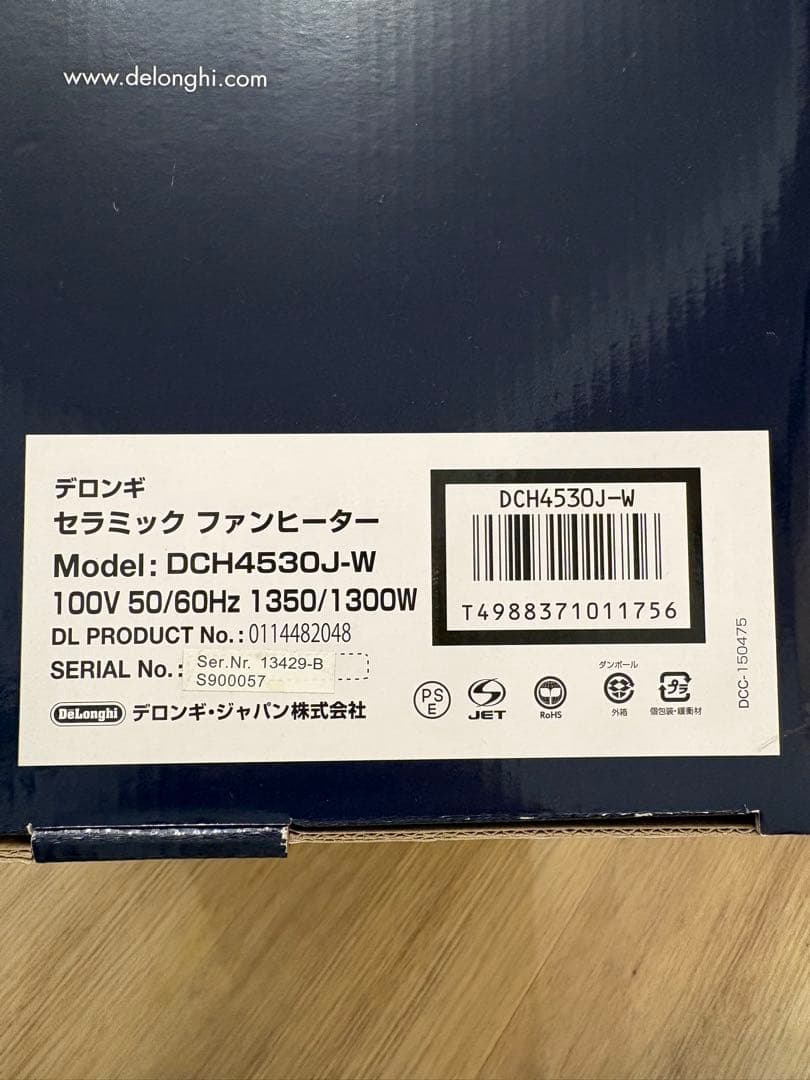 www.delonghi.com
デロンギ
セラミック ファンヒーター
Model: DCH4530J-W
100V 50/60Hz 1350/1300W
DL PRODUCT No.: 0114482048
SERIAL No.: Ser.Nr. 13429-B
S900057
DeLonghi デロンギ・ジャパン株式会社
DCH4530J-W
T4988371011756
PS
E
JET
RoHS
ダンボール
外箱
プラ
個包装・緩衝材
DCC-150475